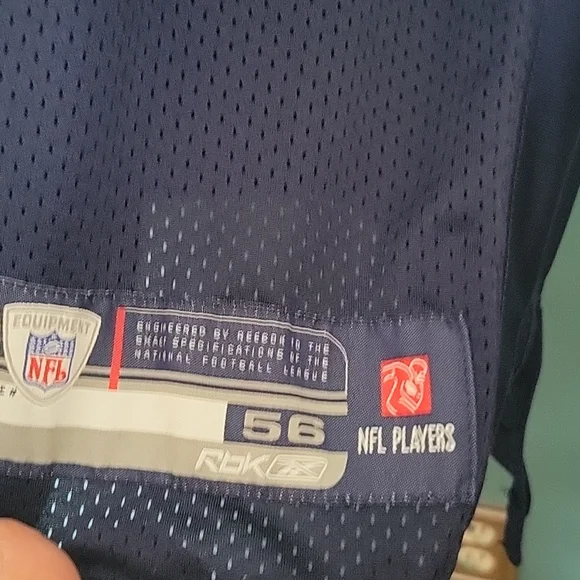 EQUIPMENT
NFL
ENGINEERED BY REEBOK TO THE
EXACT SPECIFICATIONS OF THE
NATIONAL FOOTBALL LEAGUE
56
RBK
NFL PLAYERS